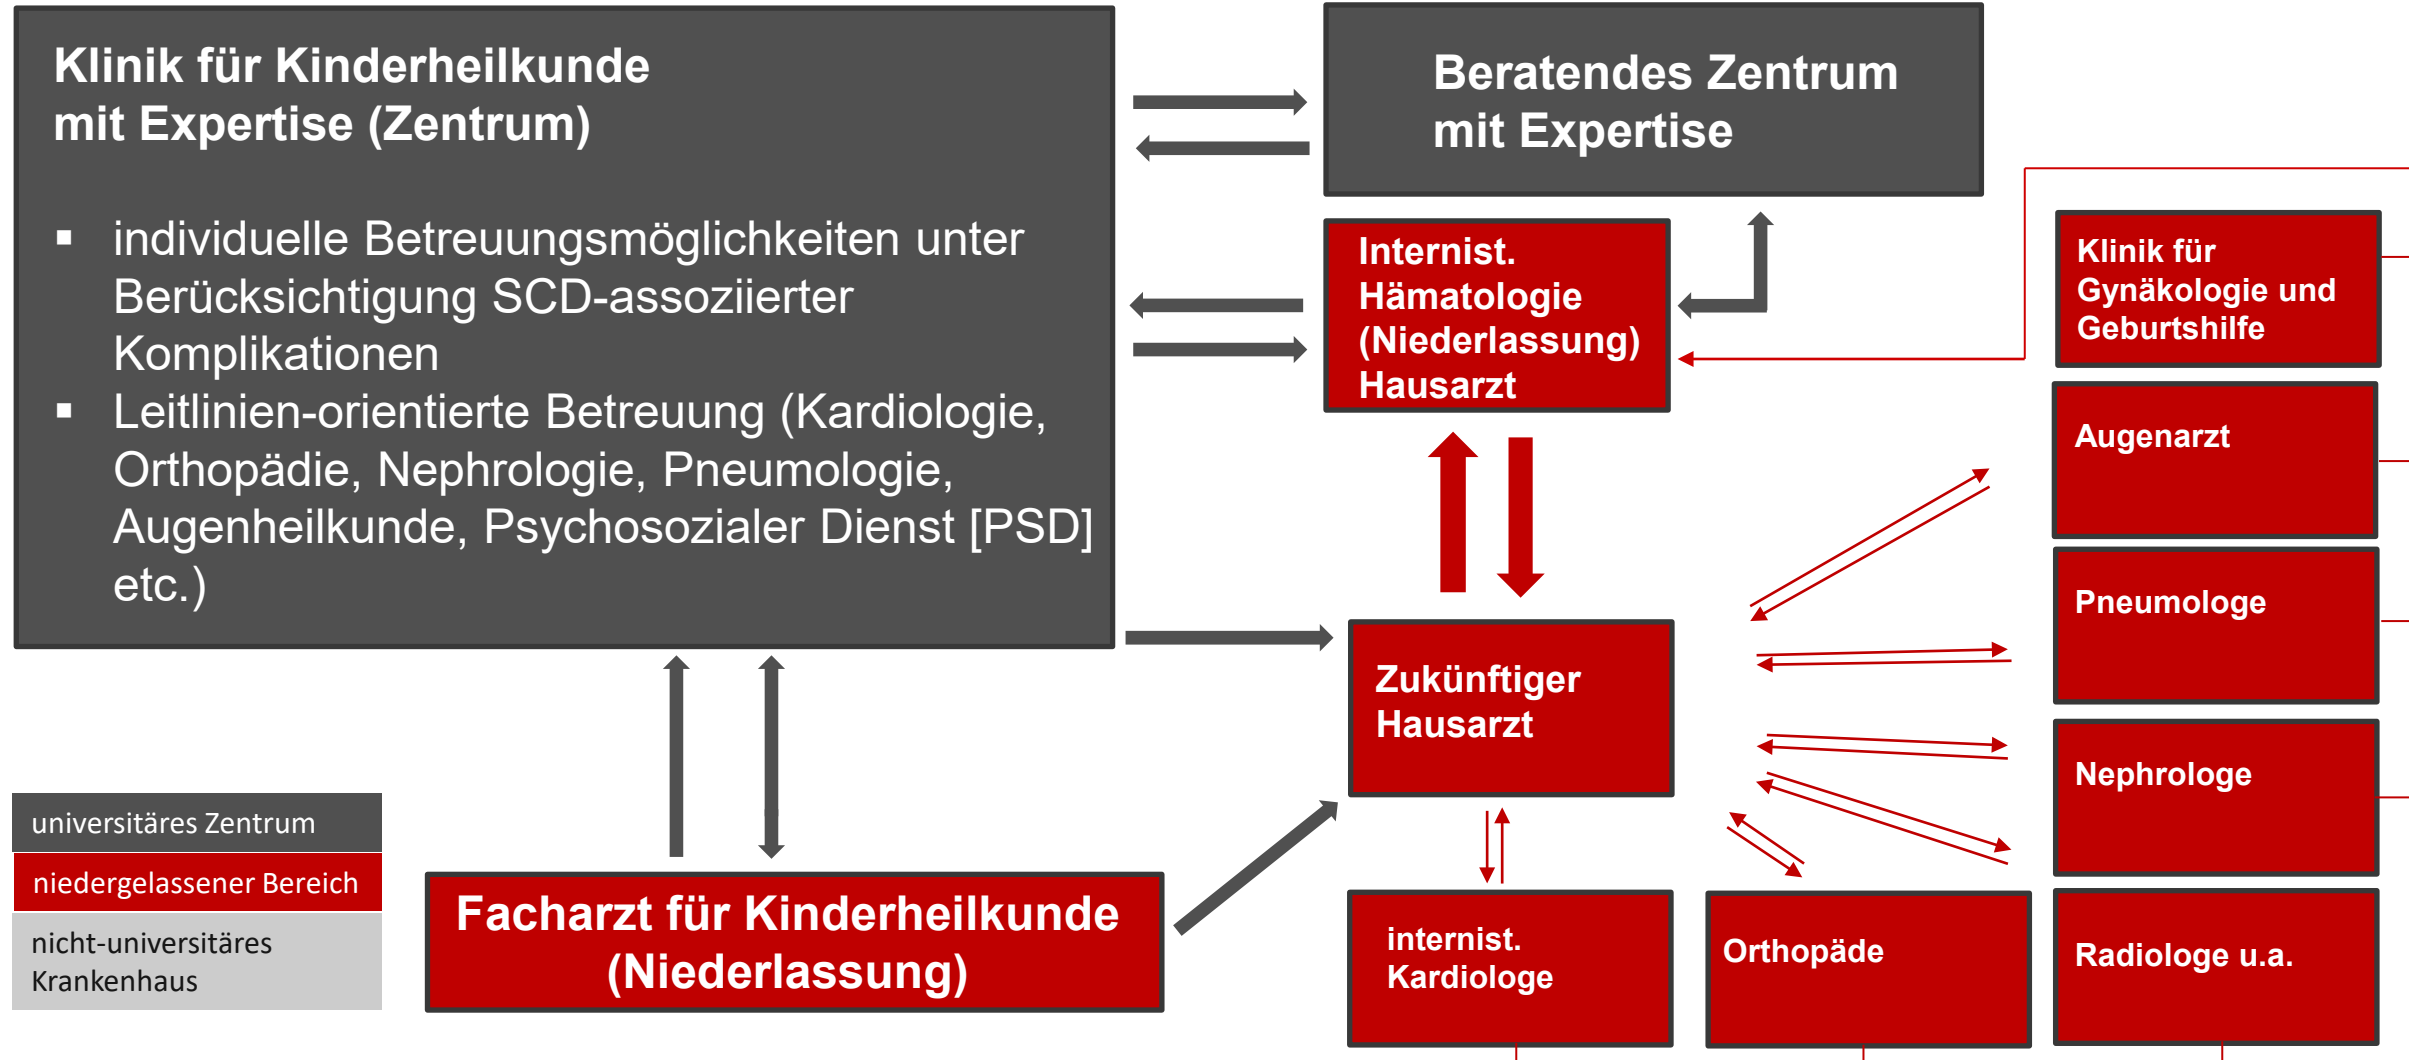 Klinik für Kinderheilkunde
mit Expertise (Zentrum)
▪ individuelle Betreuungsmöglichkeiten unter
Berücksichtigung SCD-assoziierter
Komplikationen
▪ Leitlinien-orientierte Betreuung (Kardiologie,
Orthopädie, Nephrologie, Pneumologie,
Augenheilkunde, Psychosozialer Dienst [PSD]
etc.)
Beratendes Zentrum
mit Expertise
Internist.
Hämatologie
(Niederlassung)
Hausarzt
Klinik für
Gynäkologie und
Geburtshilfe
Augenarzt
Pneumologe
Zukünftiger
Hausarzt
Nephrologe
universitäres Zentrum
niedergelassener Bereich
nicht-universitäres
Krankenhaus
Facharzt für Kinderheilkunde
(Niederlassung)
internist.
Kardiologe
Orthopäde
Radiologe u.a.